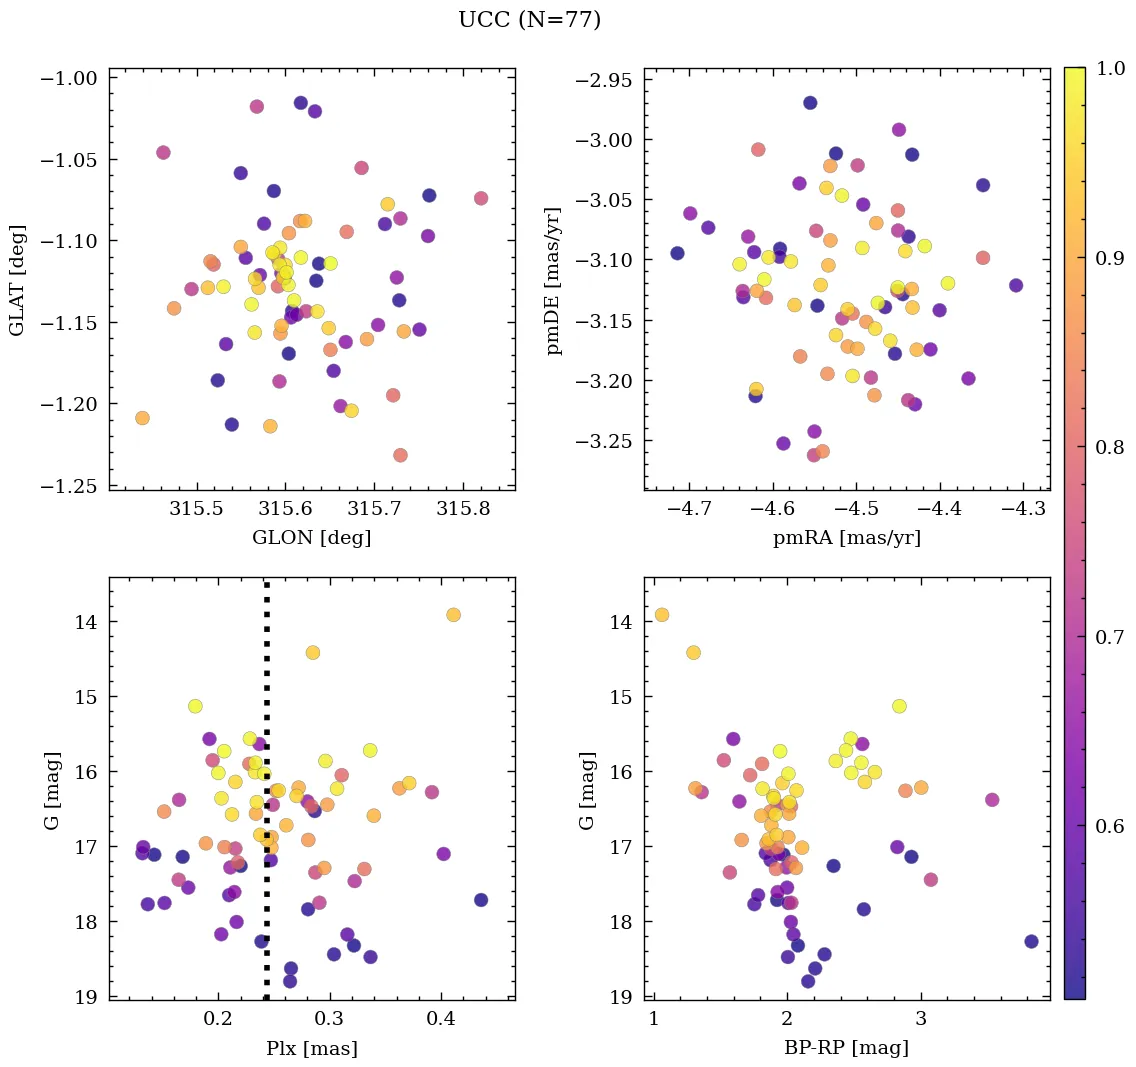 UCC (N=77)
−1.00
−1.05
−1.10
−1.15
−1.20
−1.25
GLAT [deg]
315.5 315.6 315.7 315.8
GLON [deg]
−2.95
−3.00
−3.05
−3.10
−3.15
−3.20
−3.25
pmDE [mas/yr]
−4.7 −4.6 −4.5 −4.4 −4.3
pmRA [mas/yr]
14
15
16
17
18
19
G [mag]
0.2 0.3 0.4
Plx [mas]
14
15
16
17
18
19
G [mag]
1 2 3
BP-RP [mag]
1.0
0.9
0.8
0.7
0.6